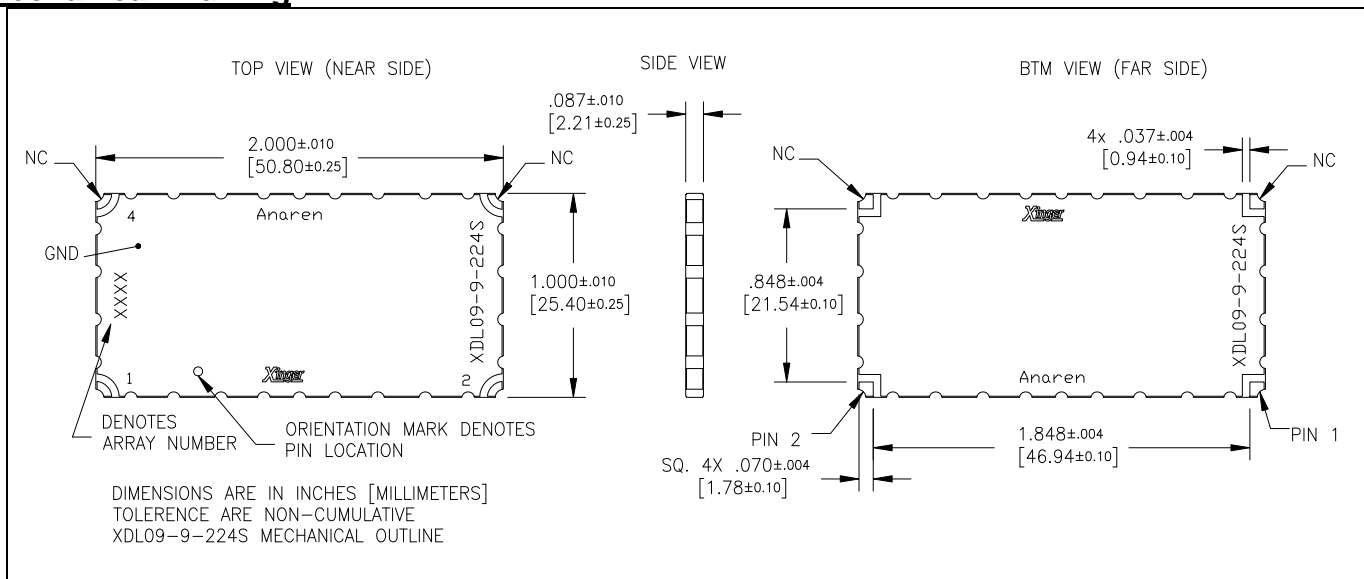 TOP VIEW (NEAR SIDE)
SIDE VIEW
BTM VIEW (FAR SIDE)
.087±.010
[2.21±0.25]
2.000±.010
[50.80±0.25]
4x .037±.004
[0.94±0.10]
NC
NC
NC
NC
4
Anaren
Xinger
GND
XXXX
XDL09-9-224S
1.000±.010
[25.40±0.25]
.848±.004
[21.54±0.10]
XDL09-9-224S
1
Xinger
2
Anaren
DENOTES
ARRAY NUMBER
ORIENTATION MARK DENOTES
PIN LOCATION
PIN 2
1.848±.004
[46.94±0.10]
PIN 1
SQ. 4X .070±.004
[1.78±0.10]
DIMENSIONS ARE IN INCHES [MILLIMETERS]
TOLERENCE ARE NON-CUMULATIVE
XDL09-9-224S MECHANICAL OUTLINE